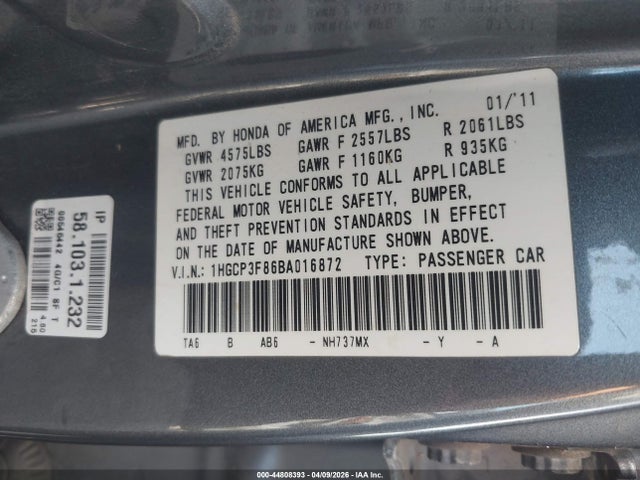 MFD. BY HONDA OF AMERICA MFG., INC. 01/'11
GVWR 4575LBS GAWR F 2557LBS R 2061LBS
GVWR 2075KG GAWR F 1160KG R 935KG
THIS VEHICLE CONFORMS TO ALL APPLICABLE
FEDERAL MOTOR VEHICLE SAFETY, BUMPER,
AND THEFT PREVENTION STANDARDS IN EFFECT
ON THE DATE OF MANUFACTURE SHOWN ABOVE.
V.I.N.: 1HGCP3F86BA016872 TYPE: PASSENGER CAR
TA6 B AB6 - NH737MX - Y - A
IP
58.103.1.232
4.60
215
000-44808393 | 04/09/2026 | IAA Inc.